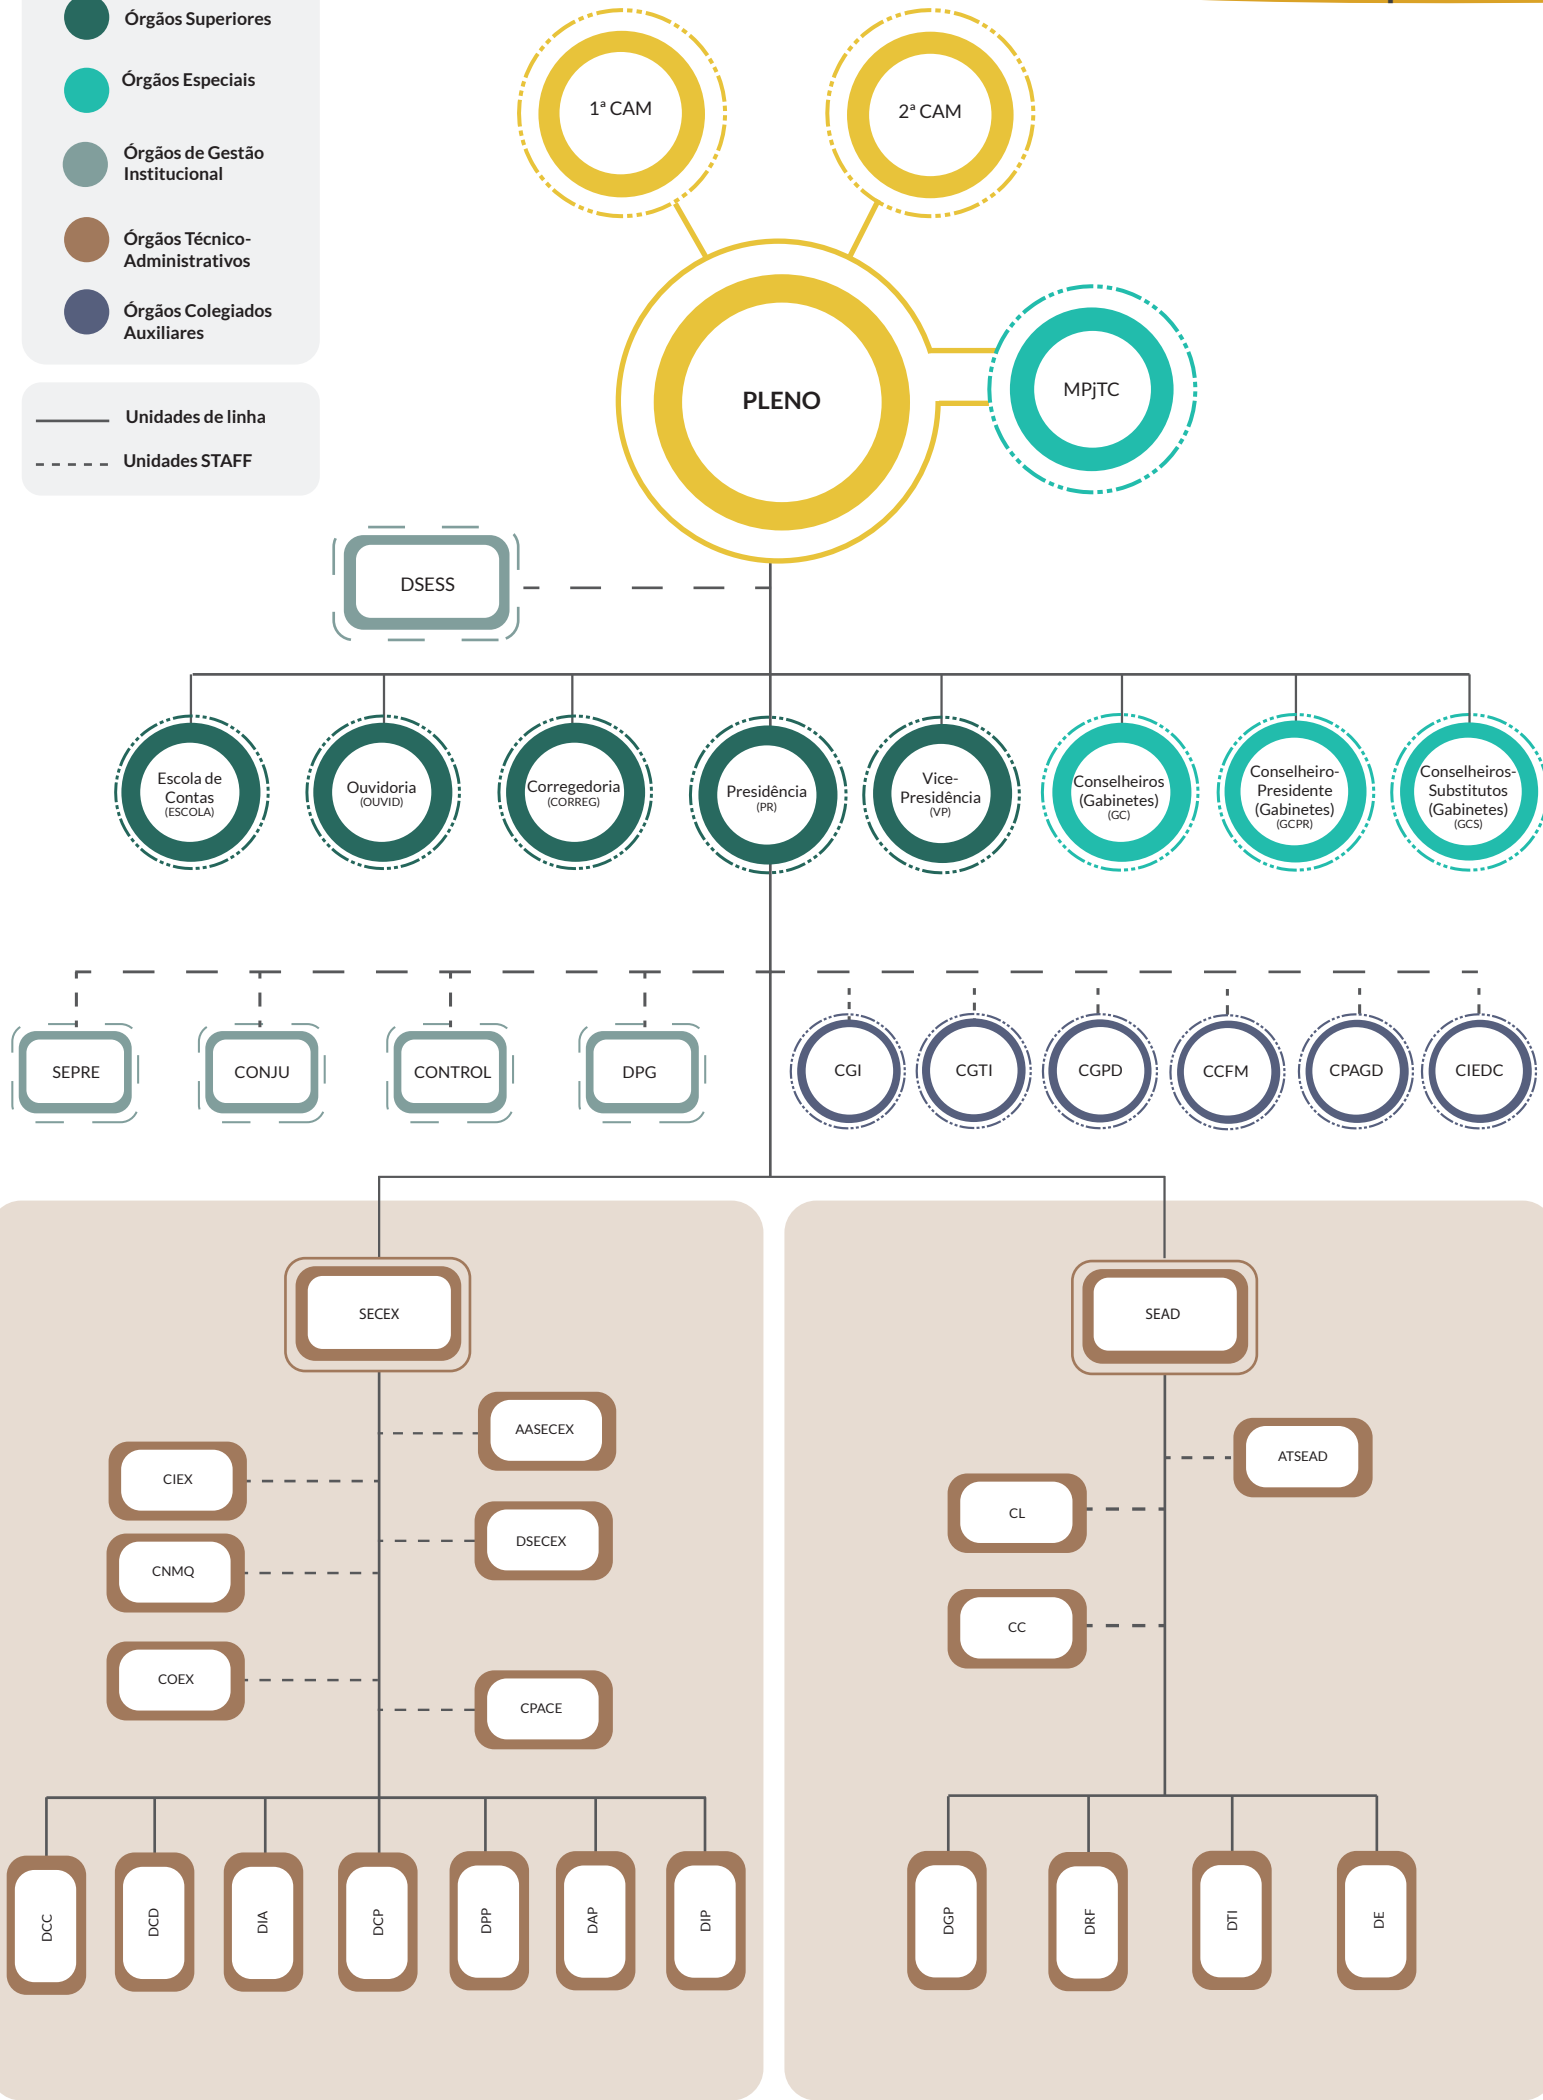 Órgãos Superiores
Órgãos Especiais
Órgãos de Gestão
Institucional
Órgãos Técnico-
Administrativos
Órgãos Colegiados
Auxiliares
Unidades de linha
Unidades STAFF
1ª CAM
2ª CAM
PLENO
MPjTC
DSESS
Escola de
Contas
(ESCOLA)
Ouvidoria
(OUVID)
Corregedoria
(CORREG)
Presidência
(PR)
Vice-
Presidência
(VP)
Conselheiros
(Gabinetes)
(GC)
Conselheiro-
Presidente
(Gabinetes)
(GCPR)
Conselheiros-
Substitutos
(Gabinetes)
(GCS)
SEPRE
CONJU
CONTROL
DPG
CGI
CGTI
CGPD
CCFM
CPAGD
CIEDC
SECEX
AASECEX
CIEX
DSECEX
CNMQ
COEX
CPACE
DCC
DCD
DIA
DCP
DPP
DAP
DIP
SEAD
ATSEAD
CL
CC
DGP
DRF
DTI
DE